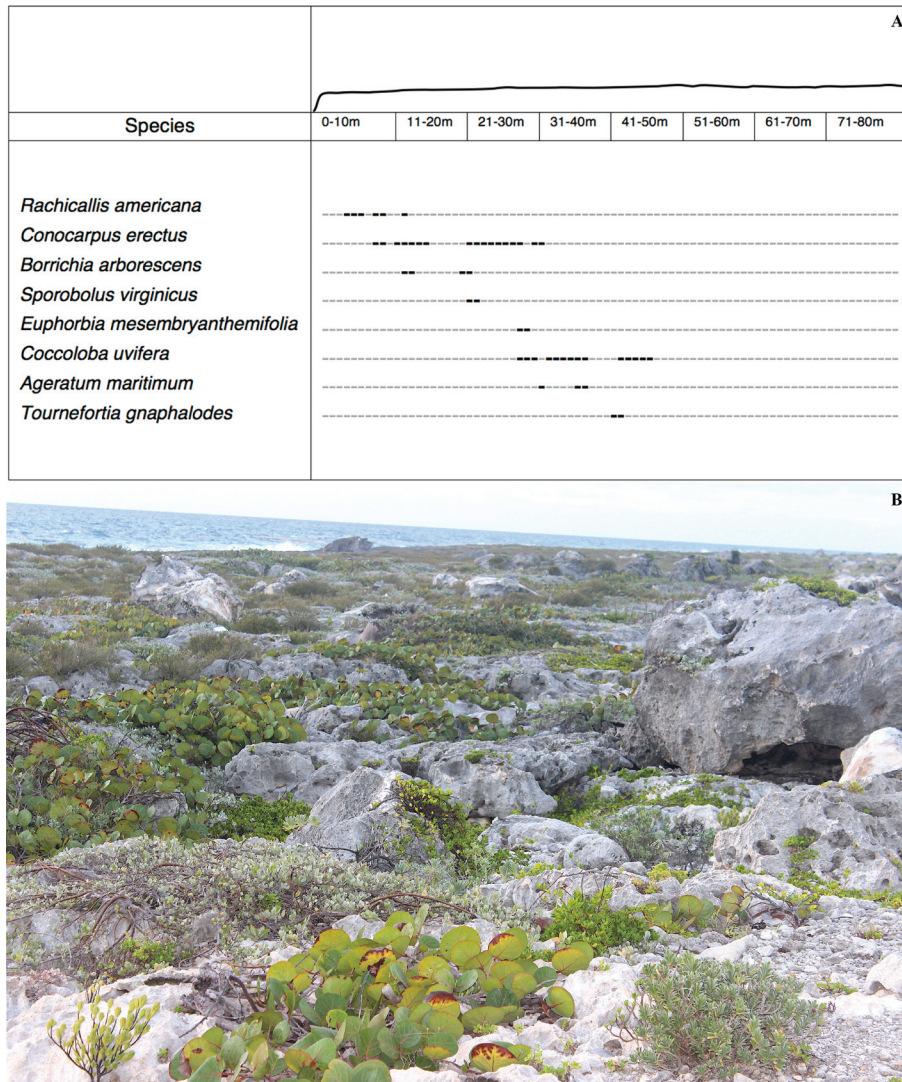 A
Species
0-10m 11-20m 21-30m 31-40m 41-50m 51-60m 61-70m 71-80m
Rachicallis americana
Conocarpus erectus
Borrichia arborescens
Sporobolus virginicus
Euphorbia mesembryanthemifolia
Coccoloba uvifera
Ageratum maritimum
Tournefortia gnaphalodes
B